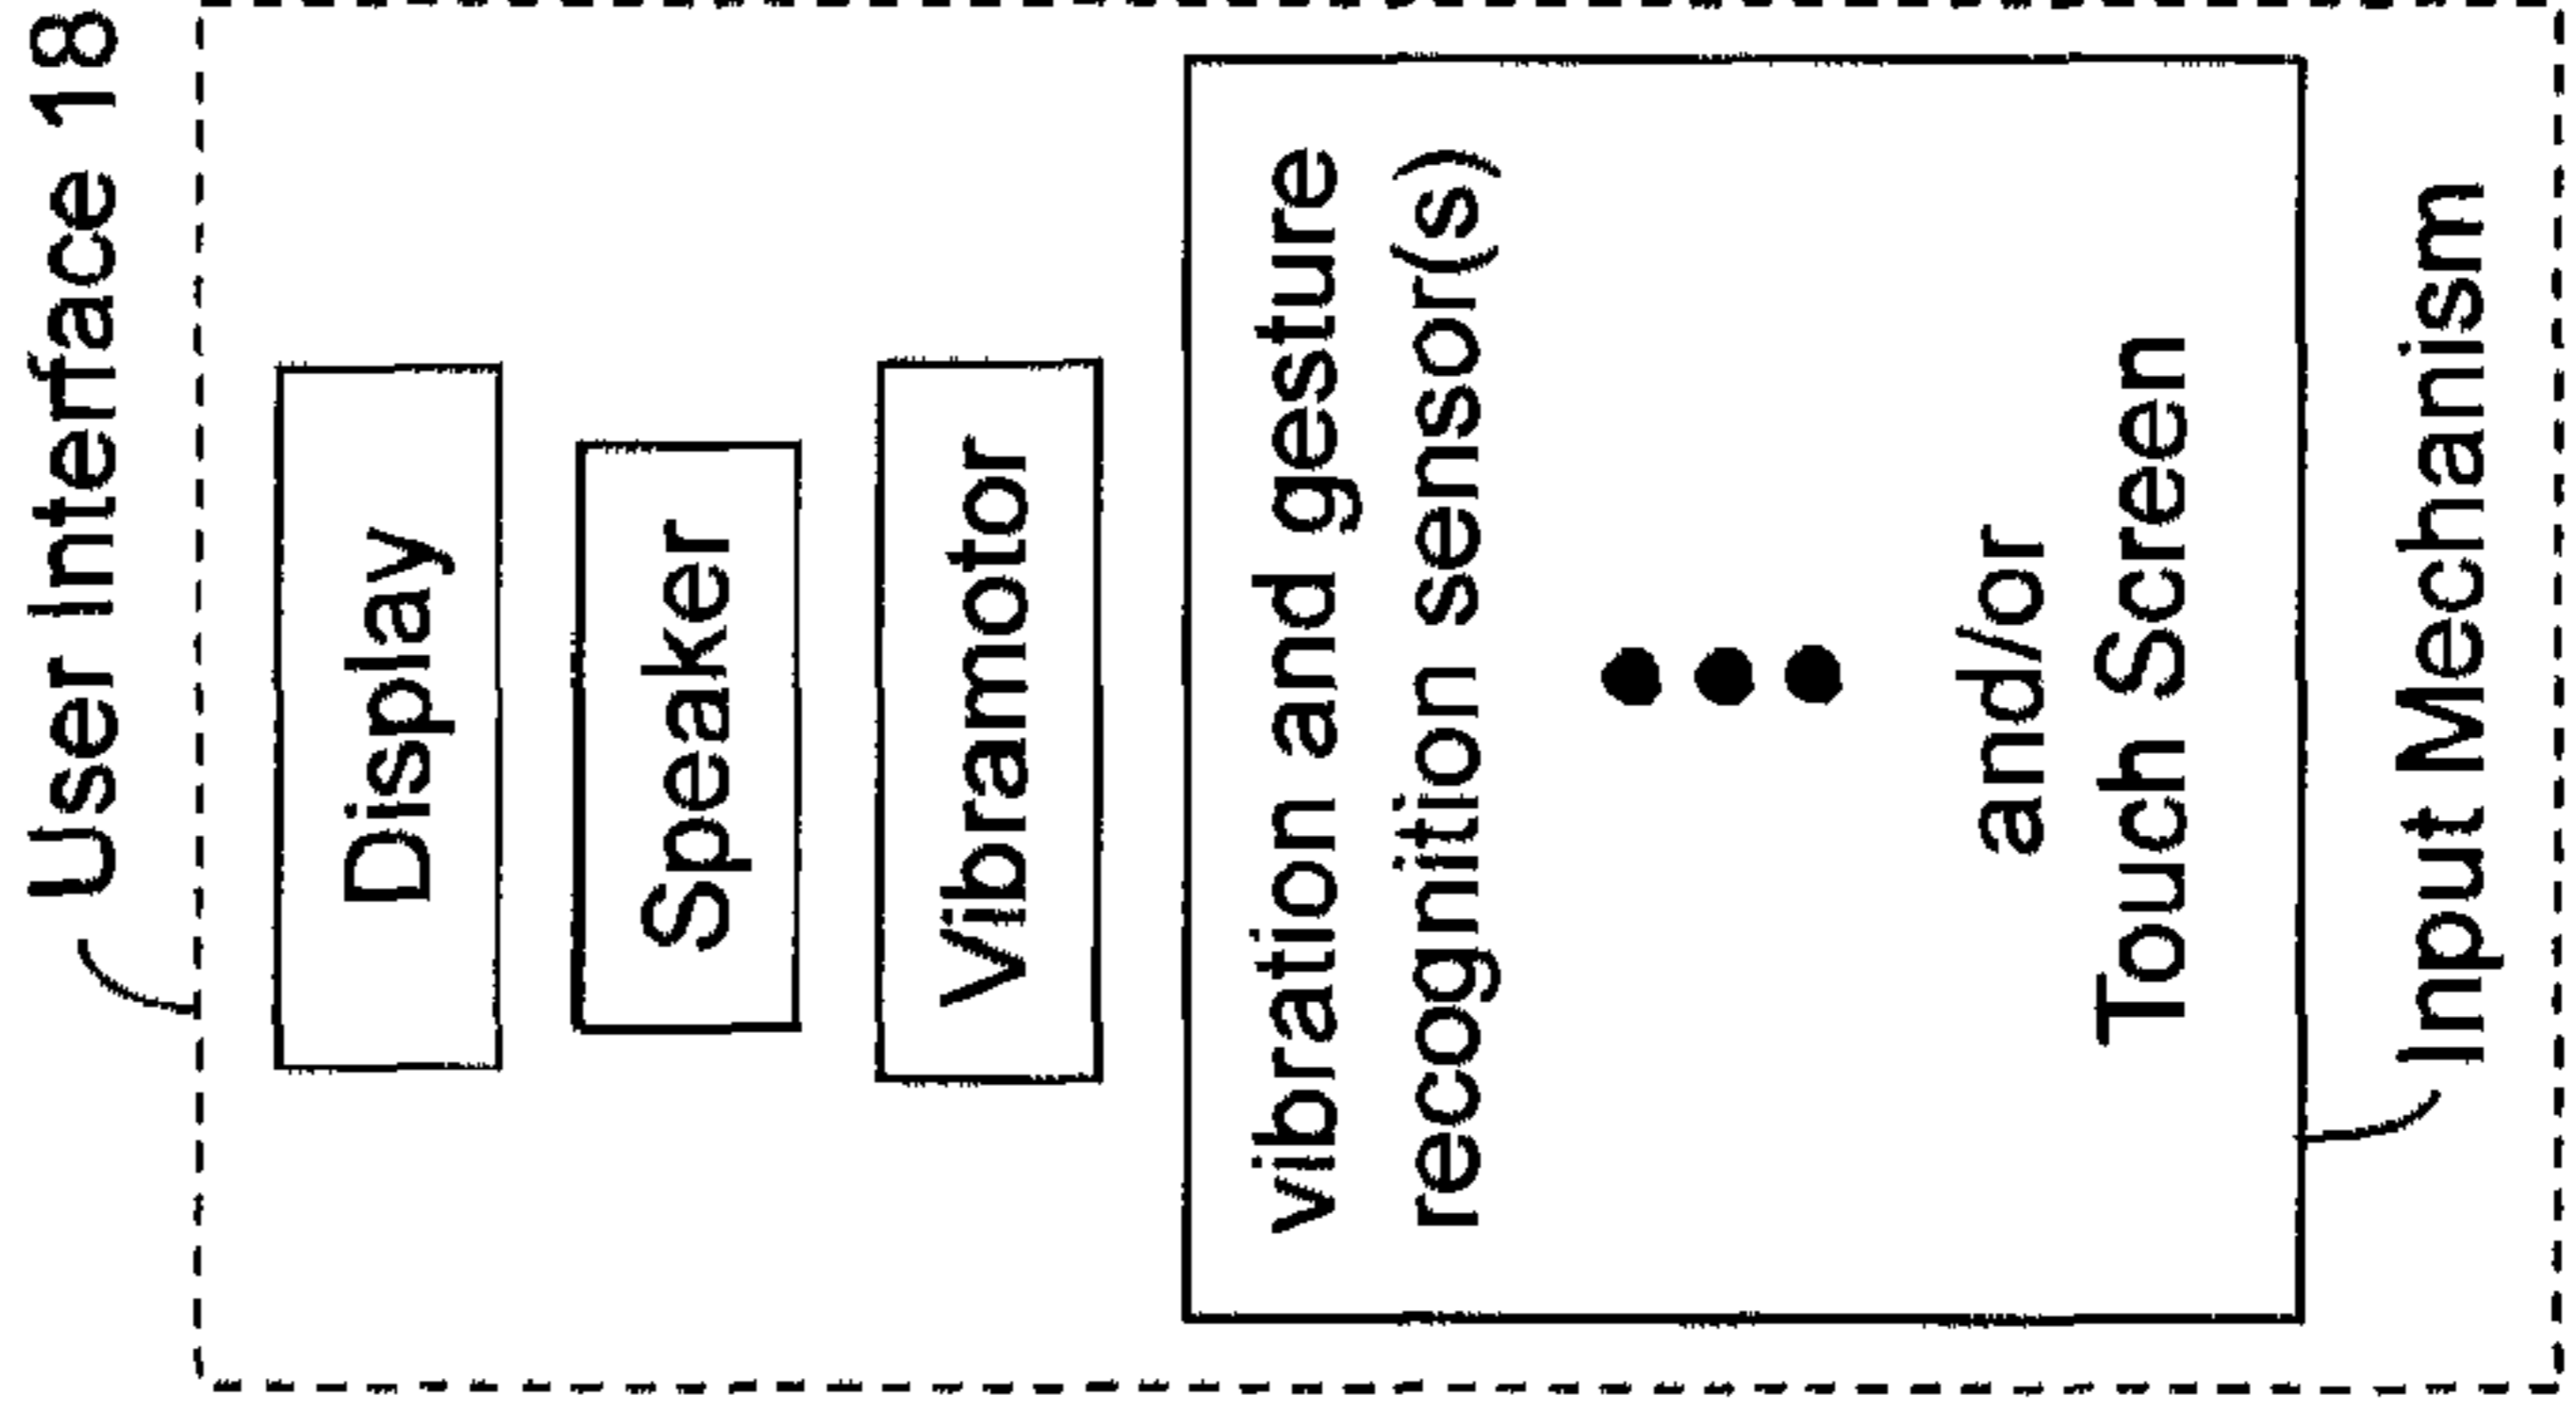 User Interface 18
Display
Speaker
Vibramotor
vibration and gesture
recognition sensor(s)
and/or
Touch Screen
Input Mechanism